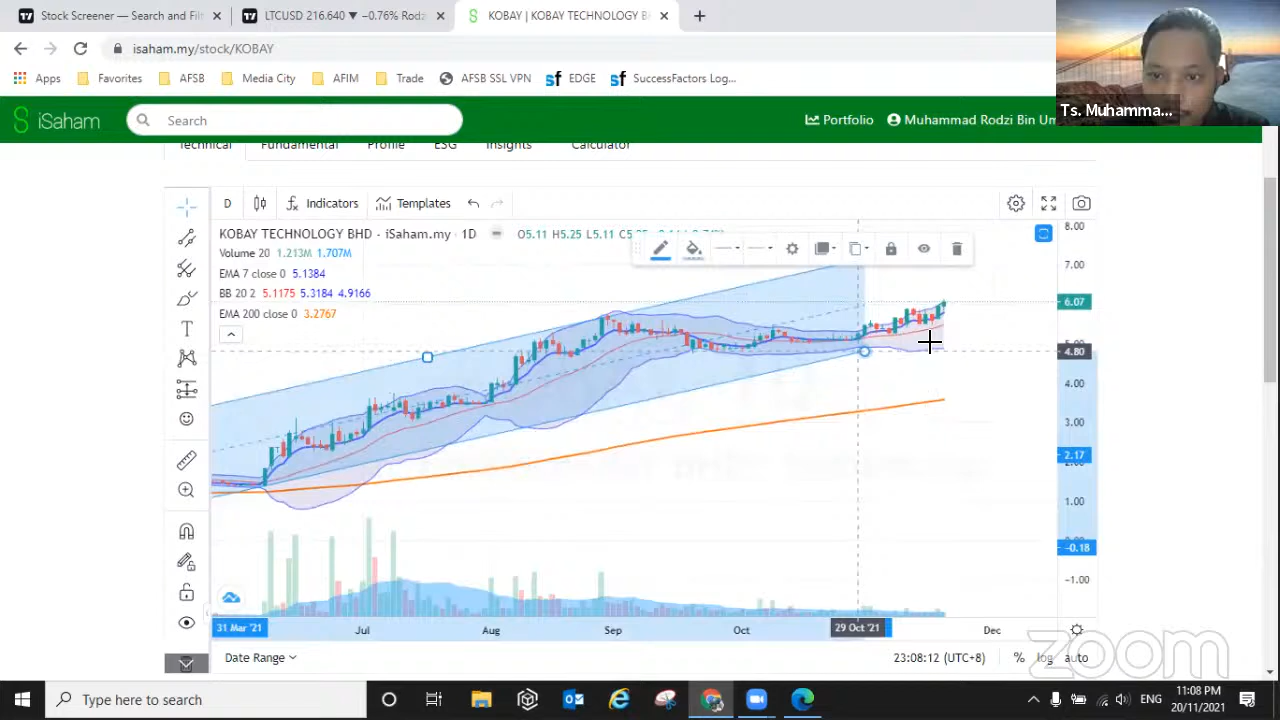 Stock Screener — Search and Filt
LTCUSD 216.640 ▼ −0.76% Rodz
KOBAY | KOBAY TECHNOLOGY B
isaham.my/stock/KOBAY
Apps
Favorites
AFSB
Media City
AFIM
Trade
AFSB SSL VPN
EDGE
SuccessFactors Log...
Ts. Muhamma...
iSaham
Search
Portfolio
Muhammad Rodzi Bin Um
Technical
Fundamental
Profile
ESG
Insights
Calculator
D
Indicators
Templates
KOBAY TECHNOLOGY BHD - iSaham.my 1D
O5.11 H5.25 L5.11
Volume 20 1.213M 1.707M
EMA 7 close 0 5.1384
BB 20 2 5.1175 5.3184 4.9166
EMA 200 close 0 3.2767
8.00
7.00
6.07
4.80
4.00
3.00
2.17
1.00
−0.18
−1.00
31 Mar '21
Jul
Aug
Sep
Oct
29 Oct '21
Dec
Date Range
23:08:12 (UTC+8)
%
log
auto
zoom
Type here to search
ENG
11:08 PM
20/11/2021